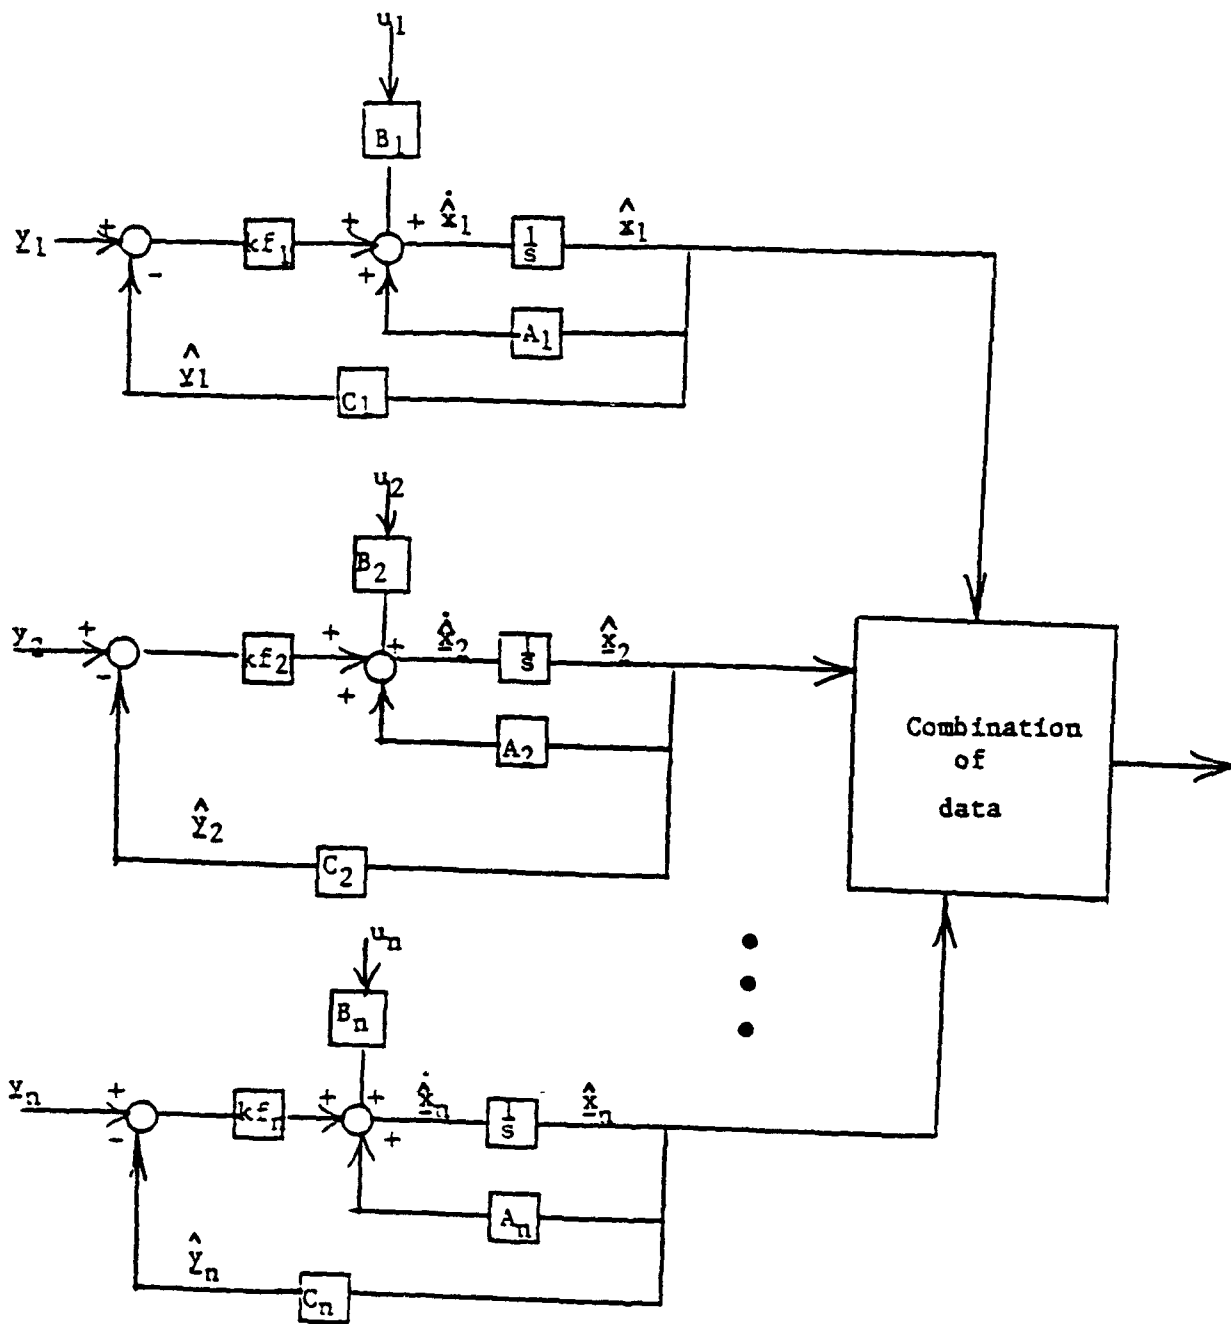 u1
B1
y1
+
-
kf1
+
+
+
ẋ̂1
1/s
x̂1
A1
ŷ1
C1
u2
B2
y2
+
-
kf2
+
+
+
ẋ̂2
1/s
x̂2
A2
ŷ2
C2
Combination
of
data
un
Bn
yn
+
-
kfn
+
+
+
ẋ̂n
1/s
x̂n
An
ŷn
Cn